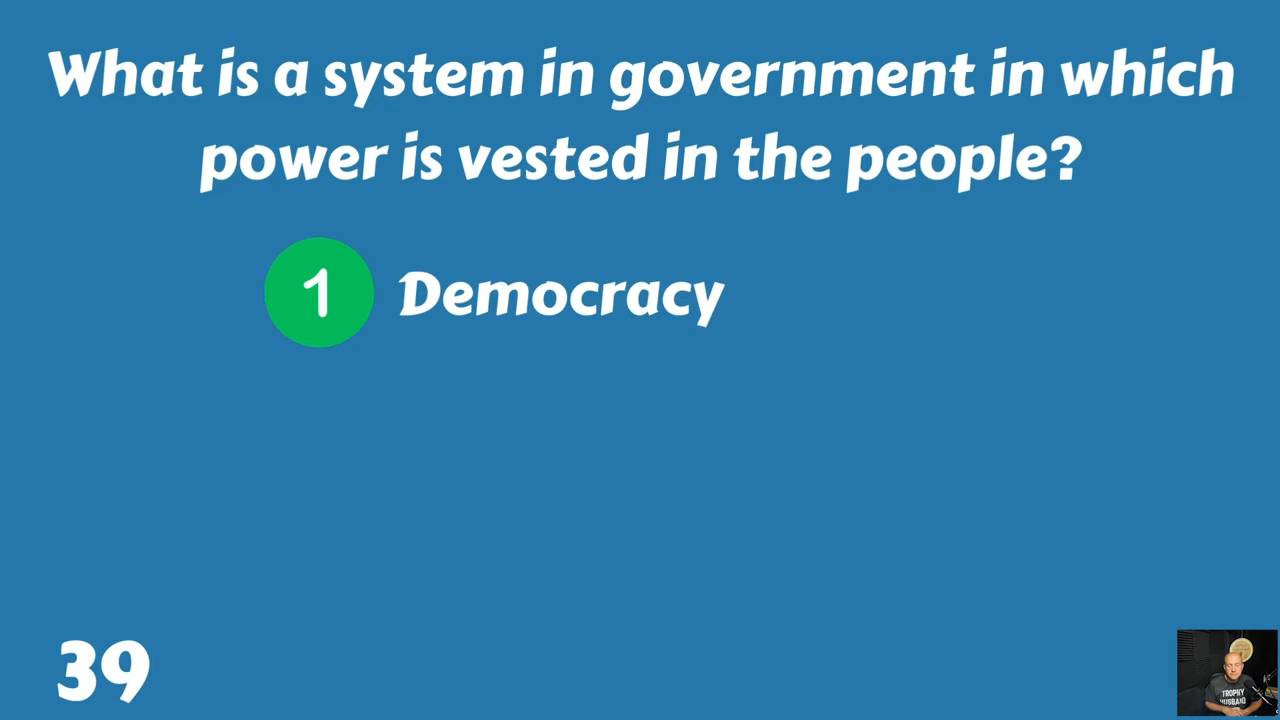 What is a system in government in which
power is vested in the people?
1 Democracy
39
TROPHY
HUSBAND